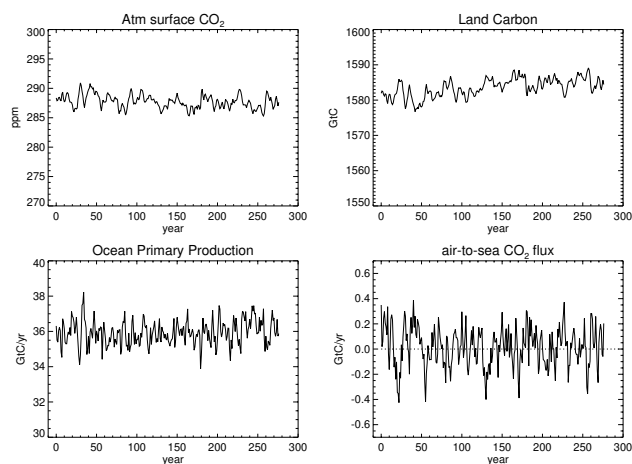 Atm surface CO2
300
295
290
285
280
275
270
ppm
0 50 100 150 200 250 300
year
Land Carbon
1600
1590
1580
1570
1560
1550
GtC
0 50 100 150 200 250 300
year
Ocean Primary Production
40
38
36
34
32
30
GtC/yr
0 50 100 150 200 250 300
year
air-to-sea CO2 flux
0.6
0.4
0.2
0.0
-0.2
-0.4
-0.6
GtC/yr
0 50 100 150 200 250 300
year